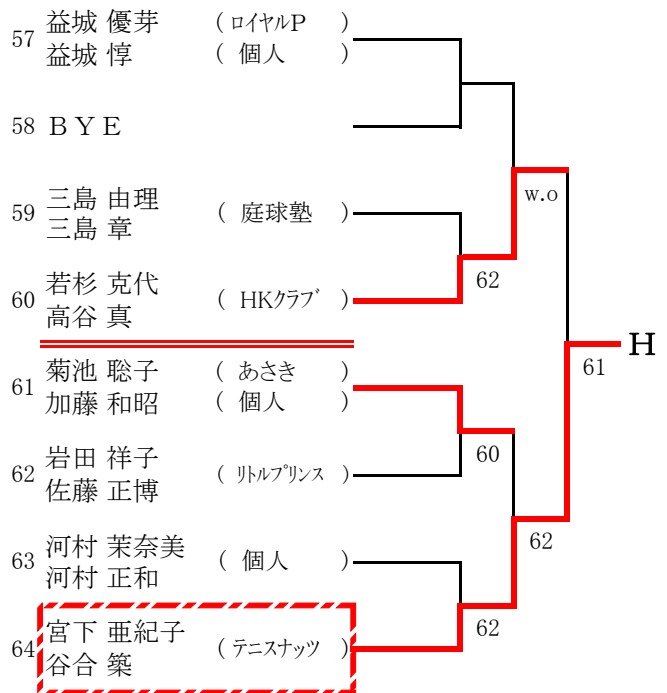 57 益城 優芽 ( ロイヤルP )
益城 惇 ( 個人 )
58 ＢＹＥ
w.o
59 三島 由理
三島 章 ( 庭球塾 )
62
60 若杉 克代
高谷 真 ( HKクラブ )
H
61 菊池 聡子 ( あさき )
加藤 和昭 ( 個人 )
61
60
62 岩田 祥子
佐藤 正博 ( リトルプリンス )
62
63 河村 茉奈美
河村 正和 ( 個人 )
62
64 宮下 亜紀子
谷合 築 ( テニスナッツ )